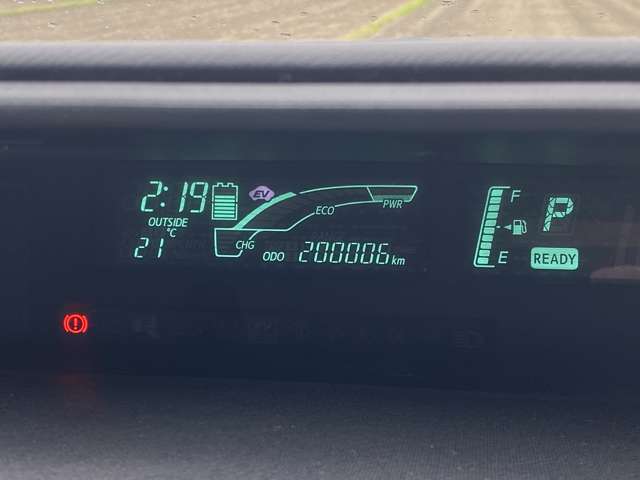 2:19
EV
OUTSIDE
°C
21
CHG
ECO
PWR
ODO 200006 km
F
E
P
READY